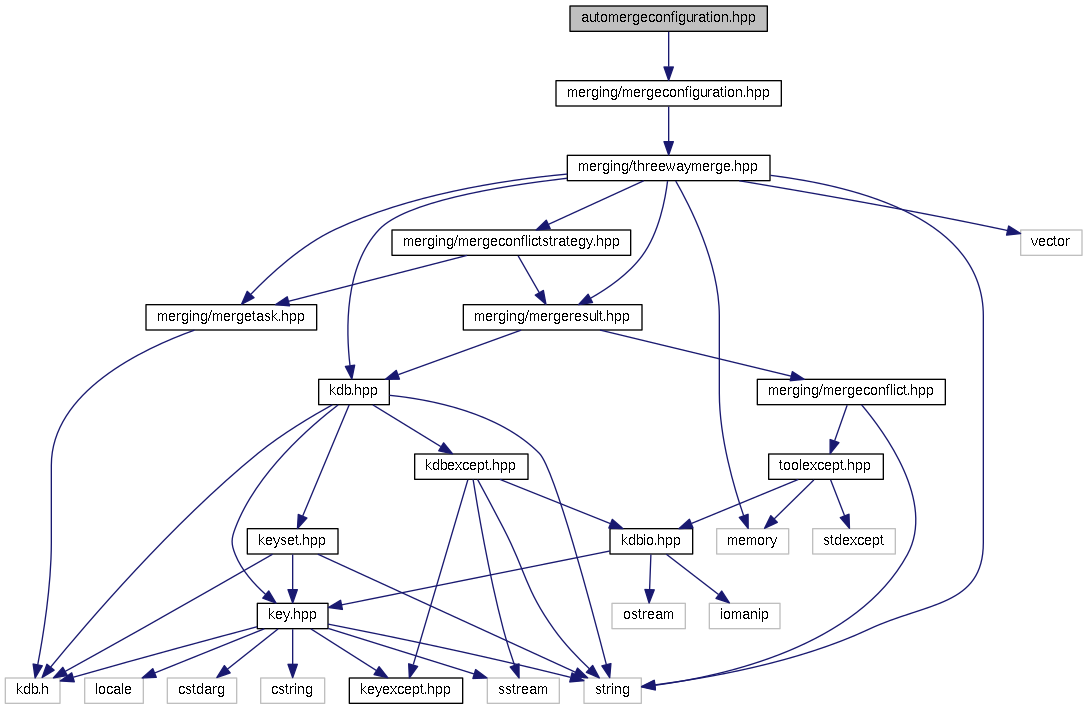 automergeconfiguration.hpp
merging/mergeconfiguration.hpp
merging/threewaymerge.hpp
merging/mergeconflictstrategy.hpp
vector
merging/mergetask.hpp
merging/mergeresult.hpp
kdb.hpp
merging/mergeconflict.hpp
kdbexcept.hpp
toolexcept.hpp
keyset.hpp
kdbio.hpp
memory
stdexcept
key.hpp
ostream
iomanip
kdb.h
locale
cstdarg
cstring
keyexcept.hpp
sstream
string